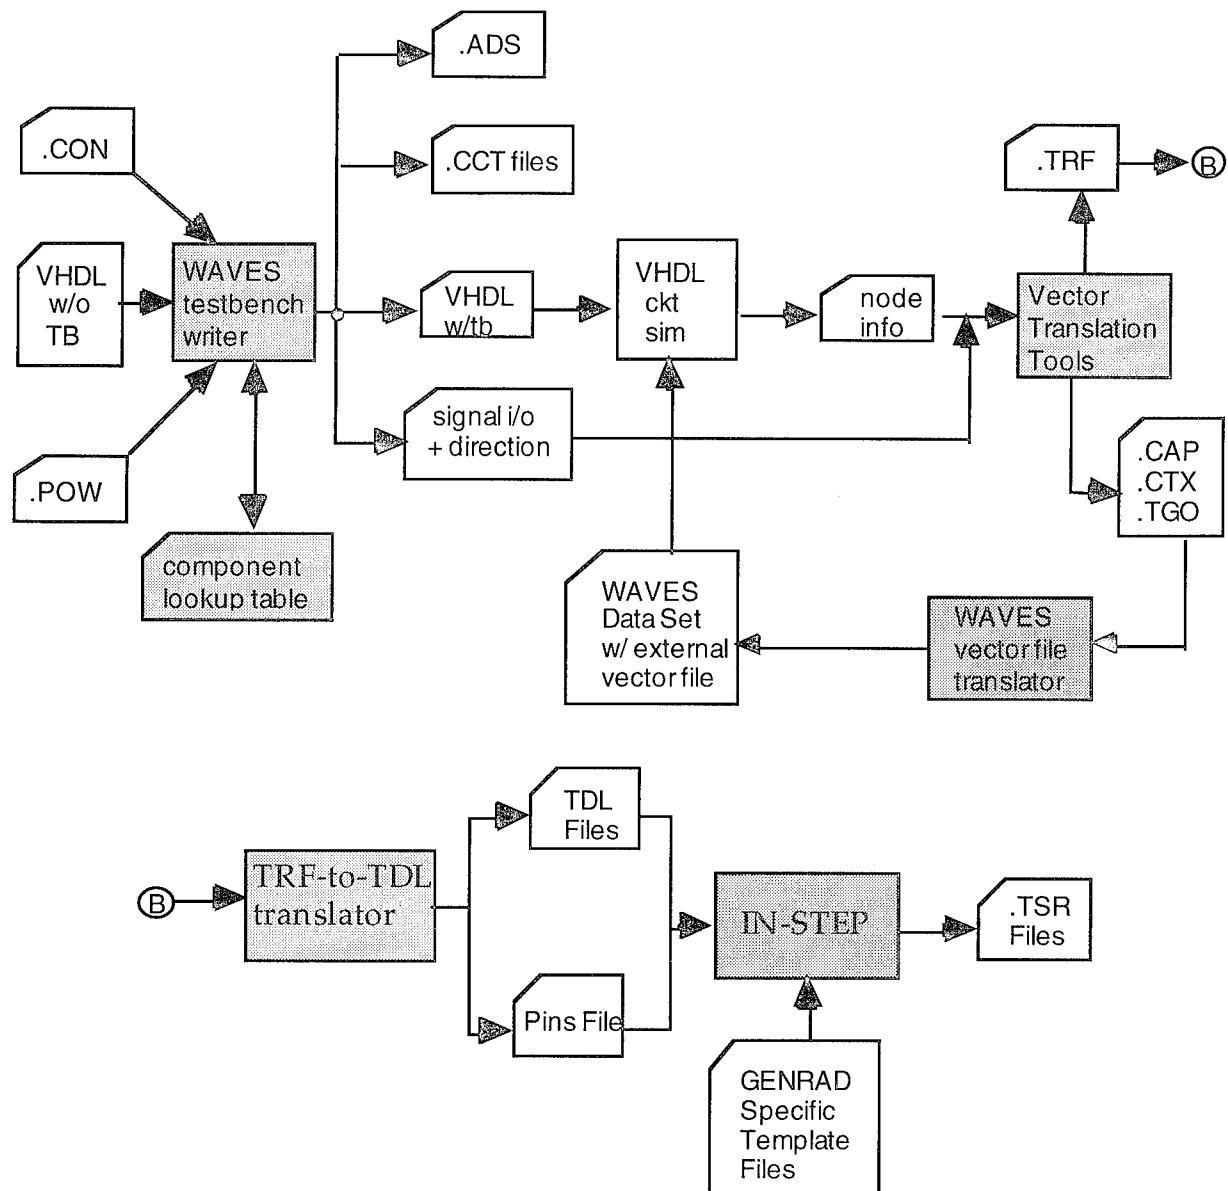 .ADS
.CON
.CCT files
.TRF
B
VHDL
w/o
TB
WAVES
testbench
writer
VHDL
w/tb
VHDL
ckt
sim
node
info
Vector
Translation
Tools
signal i/o
+ direction
.POW
.CAP
.CTX
.TGO
component
lookup table
WAVES
Data Set
w/ external
vector file
WAVES
vector file
translator
TDL
Files
B
TRF-to-TDL
translator
IN-STEP
.TSR
Files
Pins File
GENRAD
Specific
Template
Files